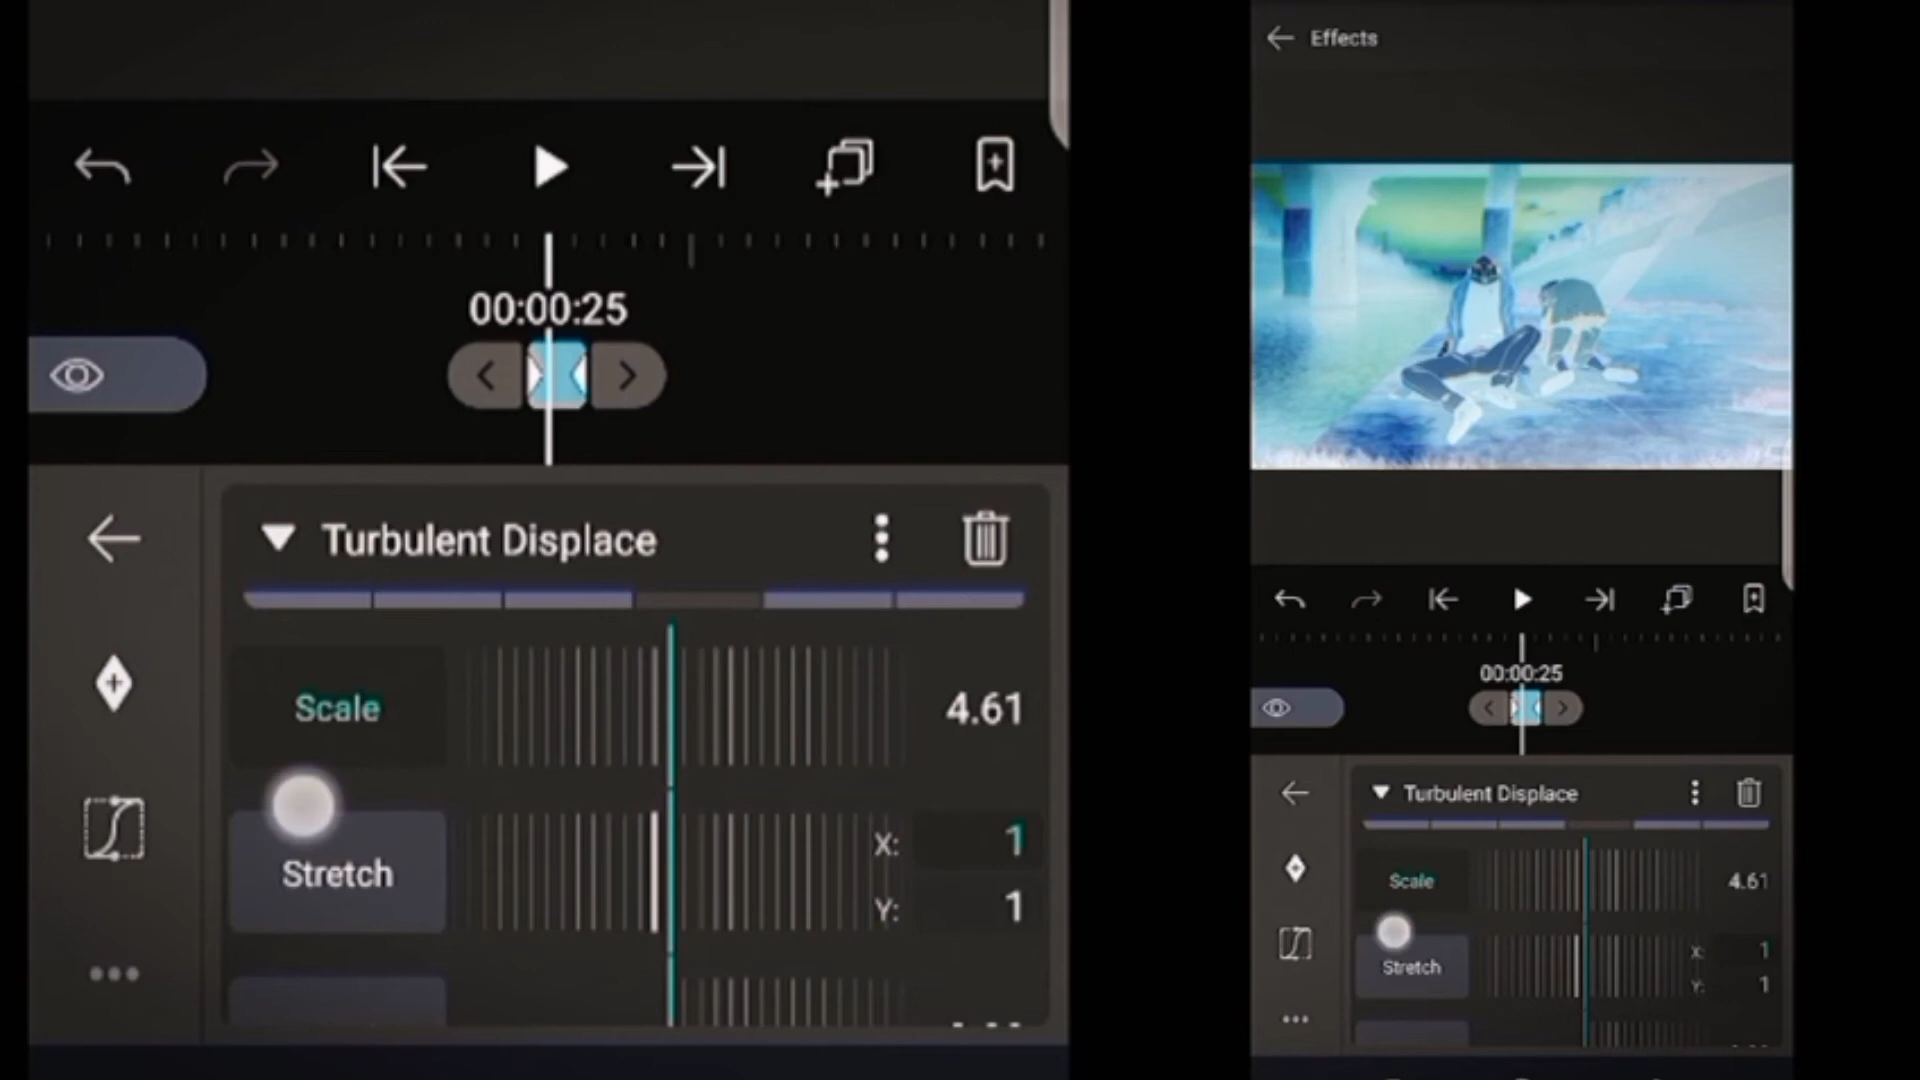 00:00:25
Turbulent Displace
Scale
4.61
Stretch
X: 1
Y: 1
Effects
00:00:25
Turbulent Displace
Scale
4.61
Stretch
X: 1
Y: 1